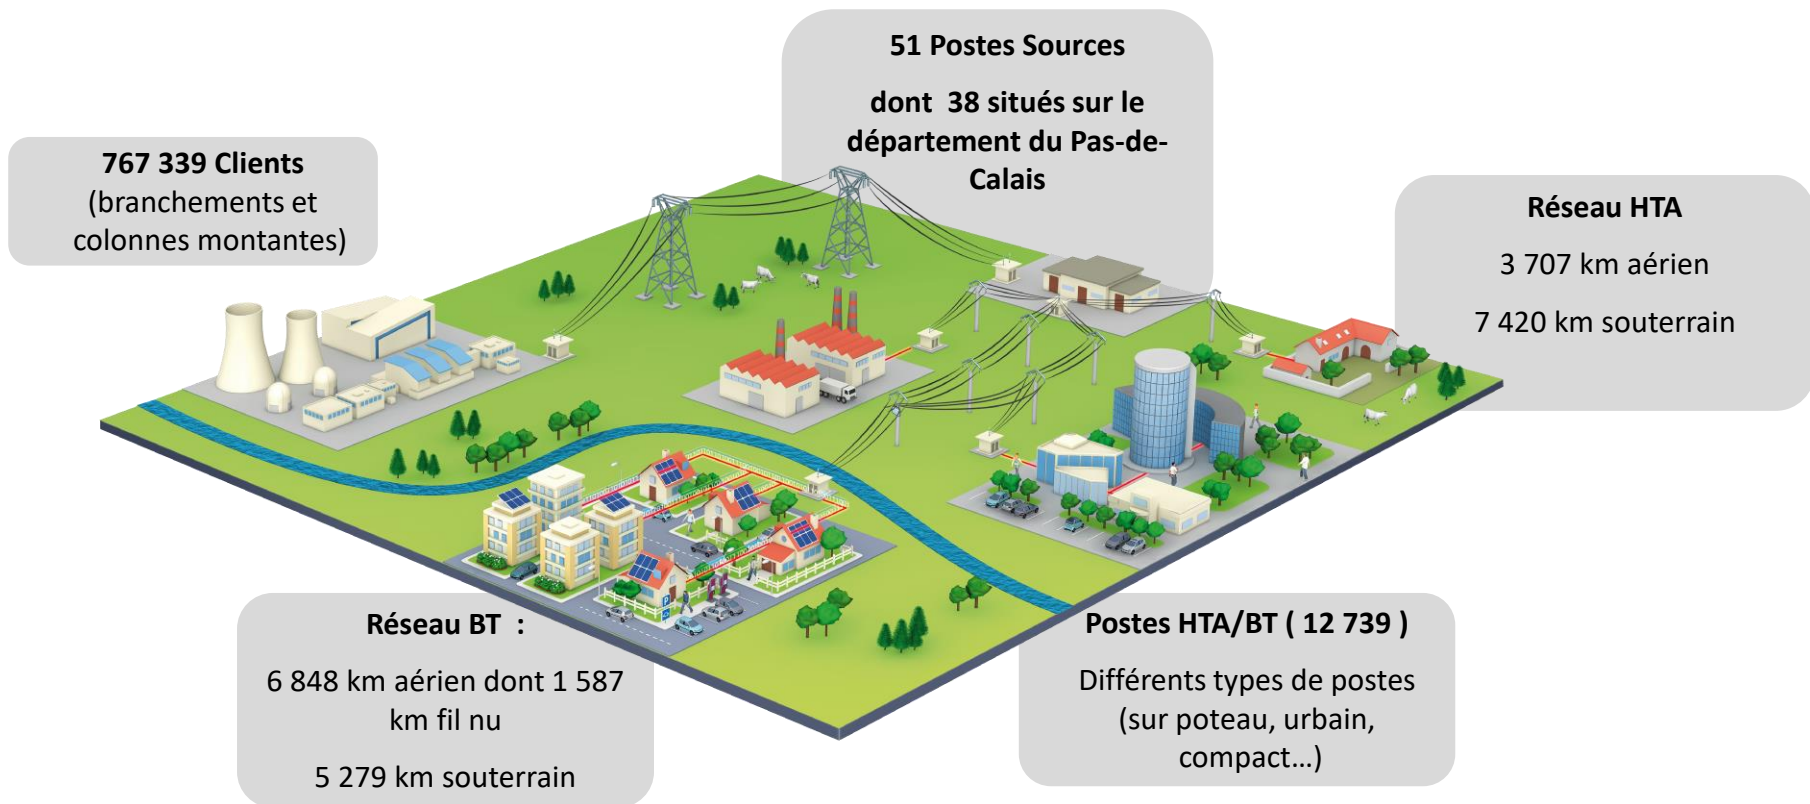 51 Postes Sources
dont 38 situés sur le
département du Pas-de-
Calais
767 339 Clients
(branchements et
colonnes montantes)
Réseau HTA
3 707 km aérien
7 420 km souterrain
Réseau BT :
6 848 km aérien dont 1 587
km fil nu
5 279 km souterrain
Postes HTA/BT ( 12 739 )
Différents types de postes
(sur poteau, urbain,
compact...)